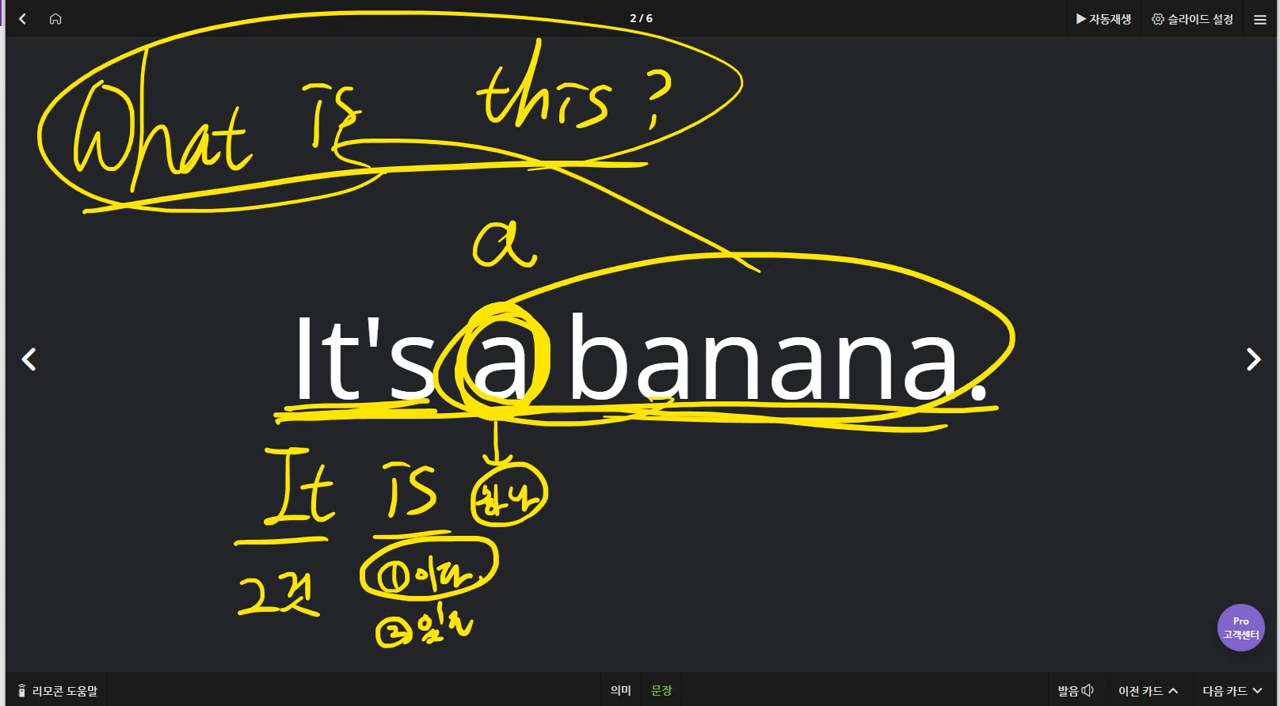 2 / 6
자동재생
슬라이드 설정
What is this?
a
It's a banana.
It is 하나
그것 ① 이다.
②
Pro
고객센터
리모콘 도움말
의미
문장
발음
이전 카드
다음 카드